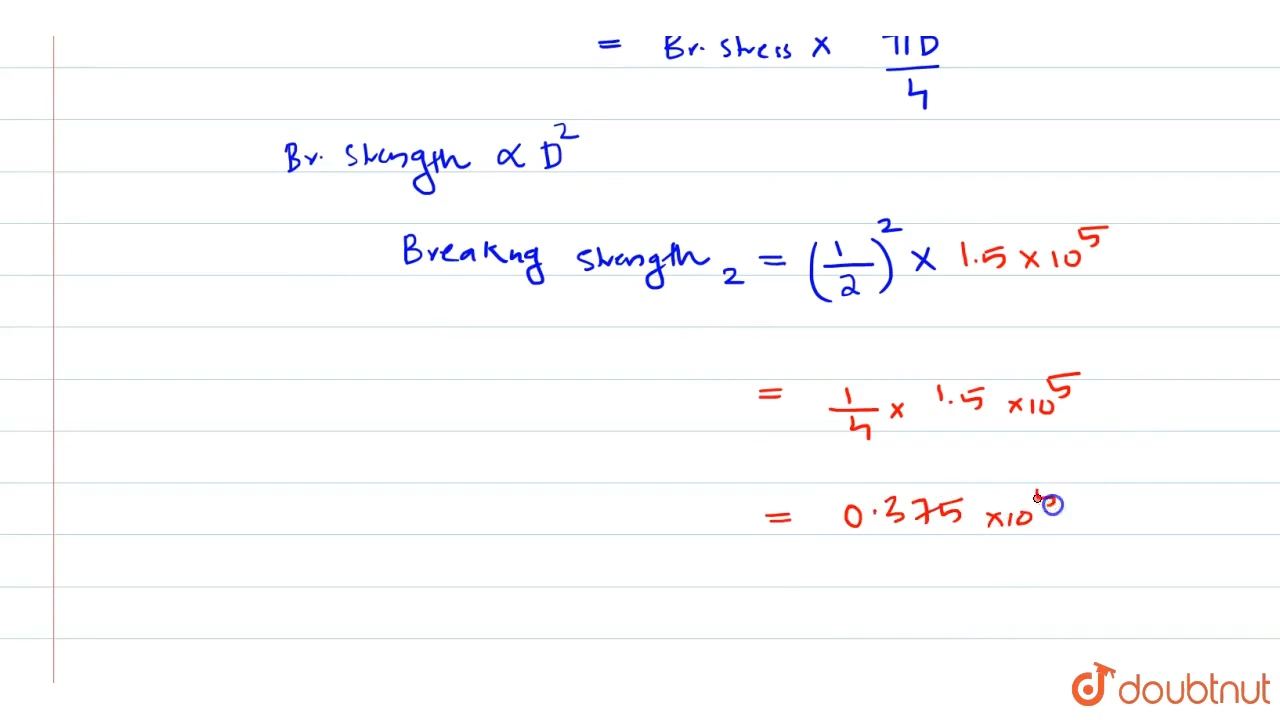 = Br. stress × πD/4
Br. strength ∝ D²
Breaking strength₂ = (1/2)² × 1.5 × 10⁵
= 1/4 × 1.5 × 10⁵
= 0.375 × 10
doubtnut